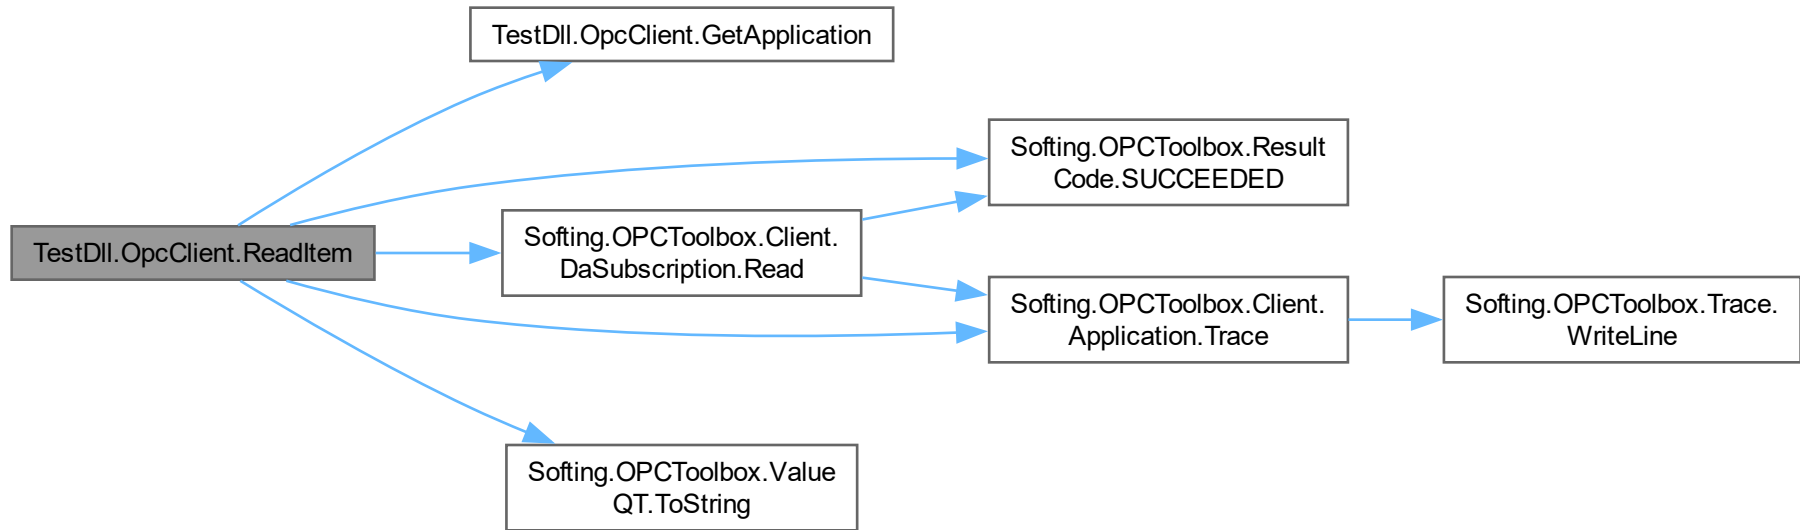 TestDll.OpcClient.GetApplication
Softing.OPCToolbox.Result
Code.SUCCEEDED
TestDll.OpcClient.ReadItem
Softing.OPCToolbox.Client.
DaSubscription.Read
Softing.OPCToolbox.Client.
Application.Trace
Softing.OPCToolbox.Trace.
WriteLine
Softing.OPCToolbox.Value
QT.ToString